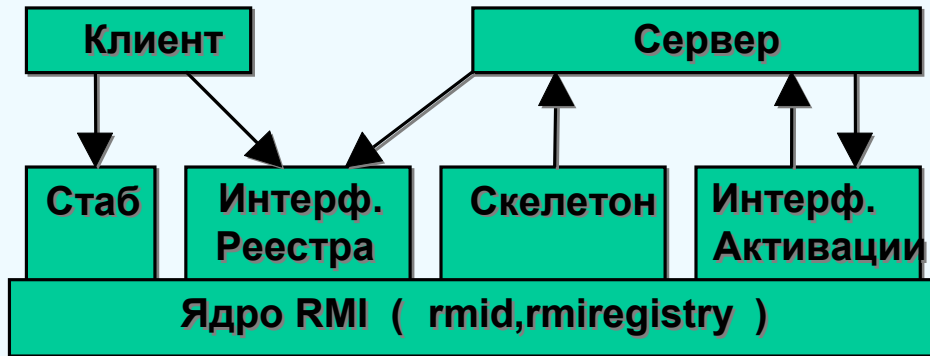 Клиент
Сервер
Стаб
Интерф.
Реестра
Скелетон
Интерф.
Активации
Ядро RMI ( rmid,rmiregistry )